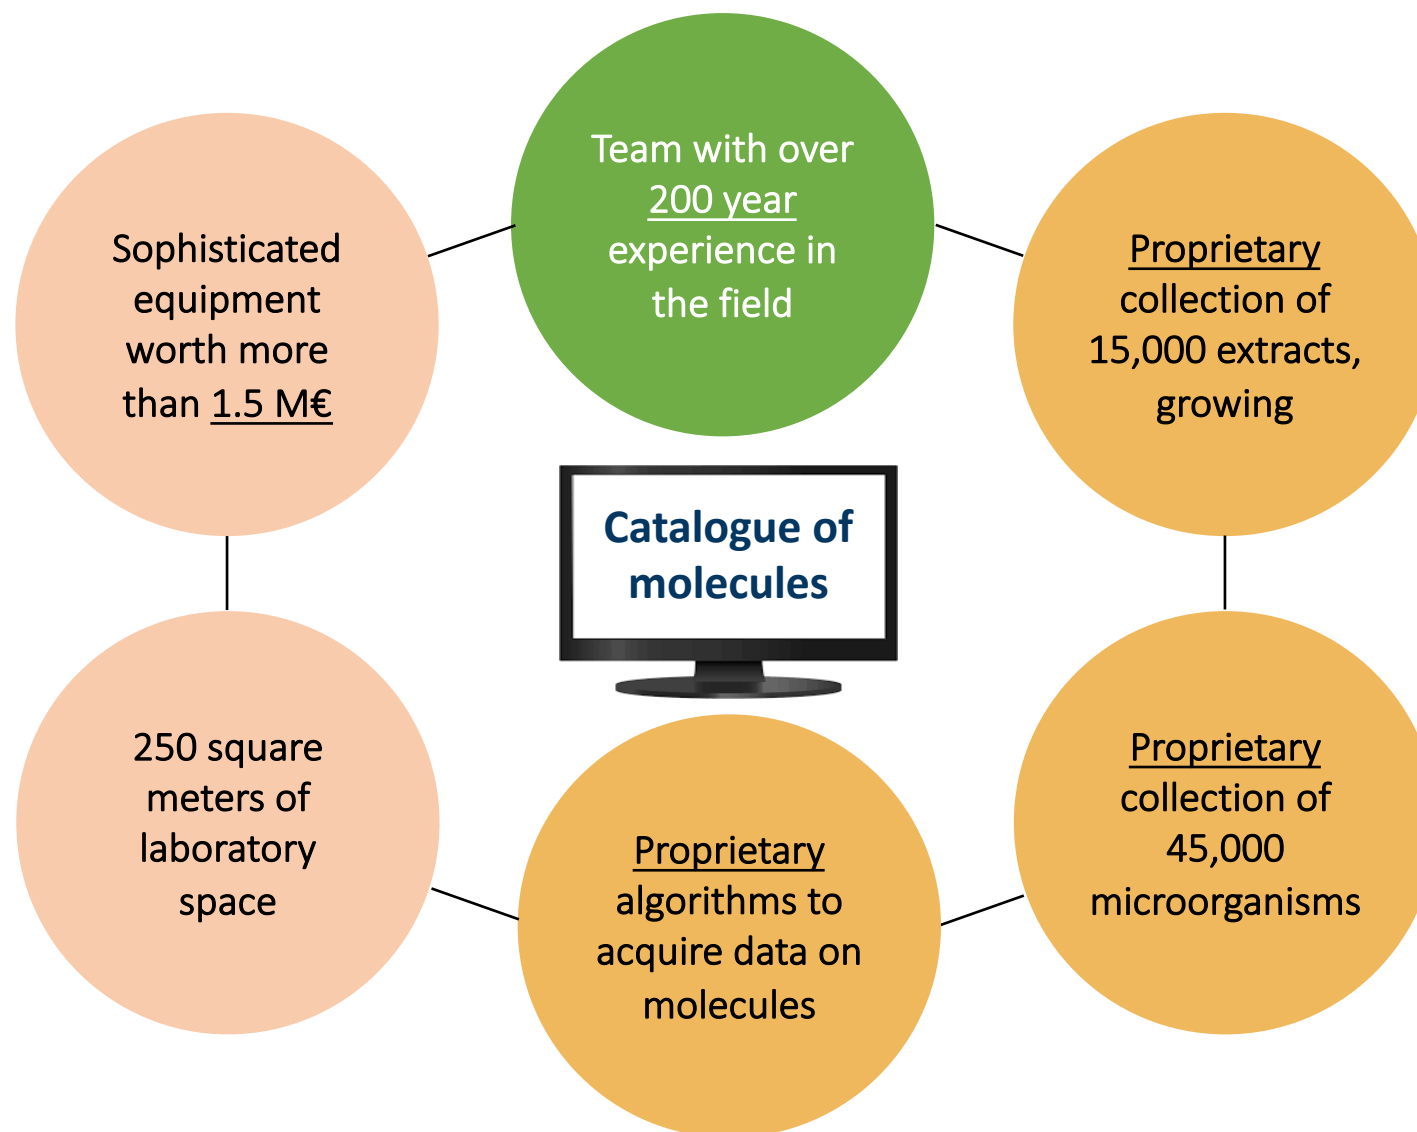 Team with over
200 year
experience in
the field
Sophisticated
equipment
worth more
than 1.5 M€
Proprietary
collection of
15,000 extracts,
growing
Catalogue of
molecules
250 square
meters of
laboratory
space
Proprietary
algorithms to
acquire data on
molecules
Proprietary
collection of
45,000
microorganisms